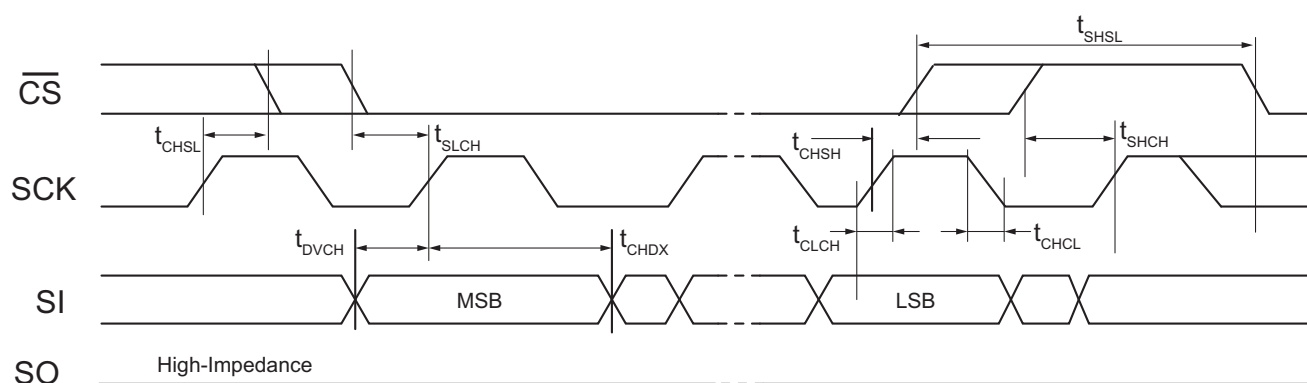 tSHSL
CS
tCHSL
tSLCH
tCHSH
tSHCH
SCK
tDVCH
tCHDX
tCLCH
tCHCL
SI
MSB
LSB
SO
High-Impedance